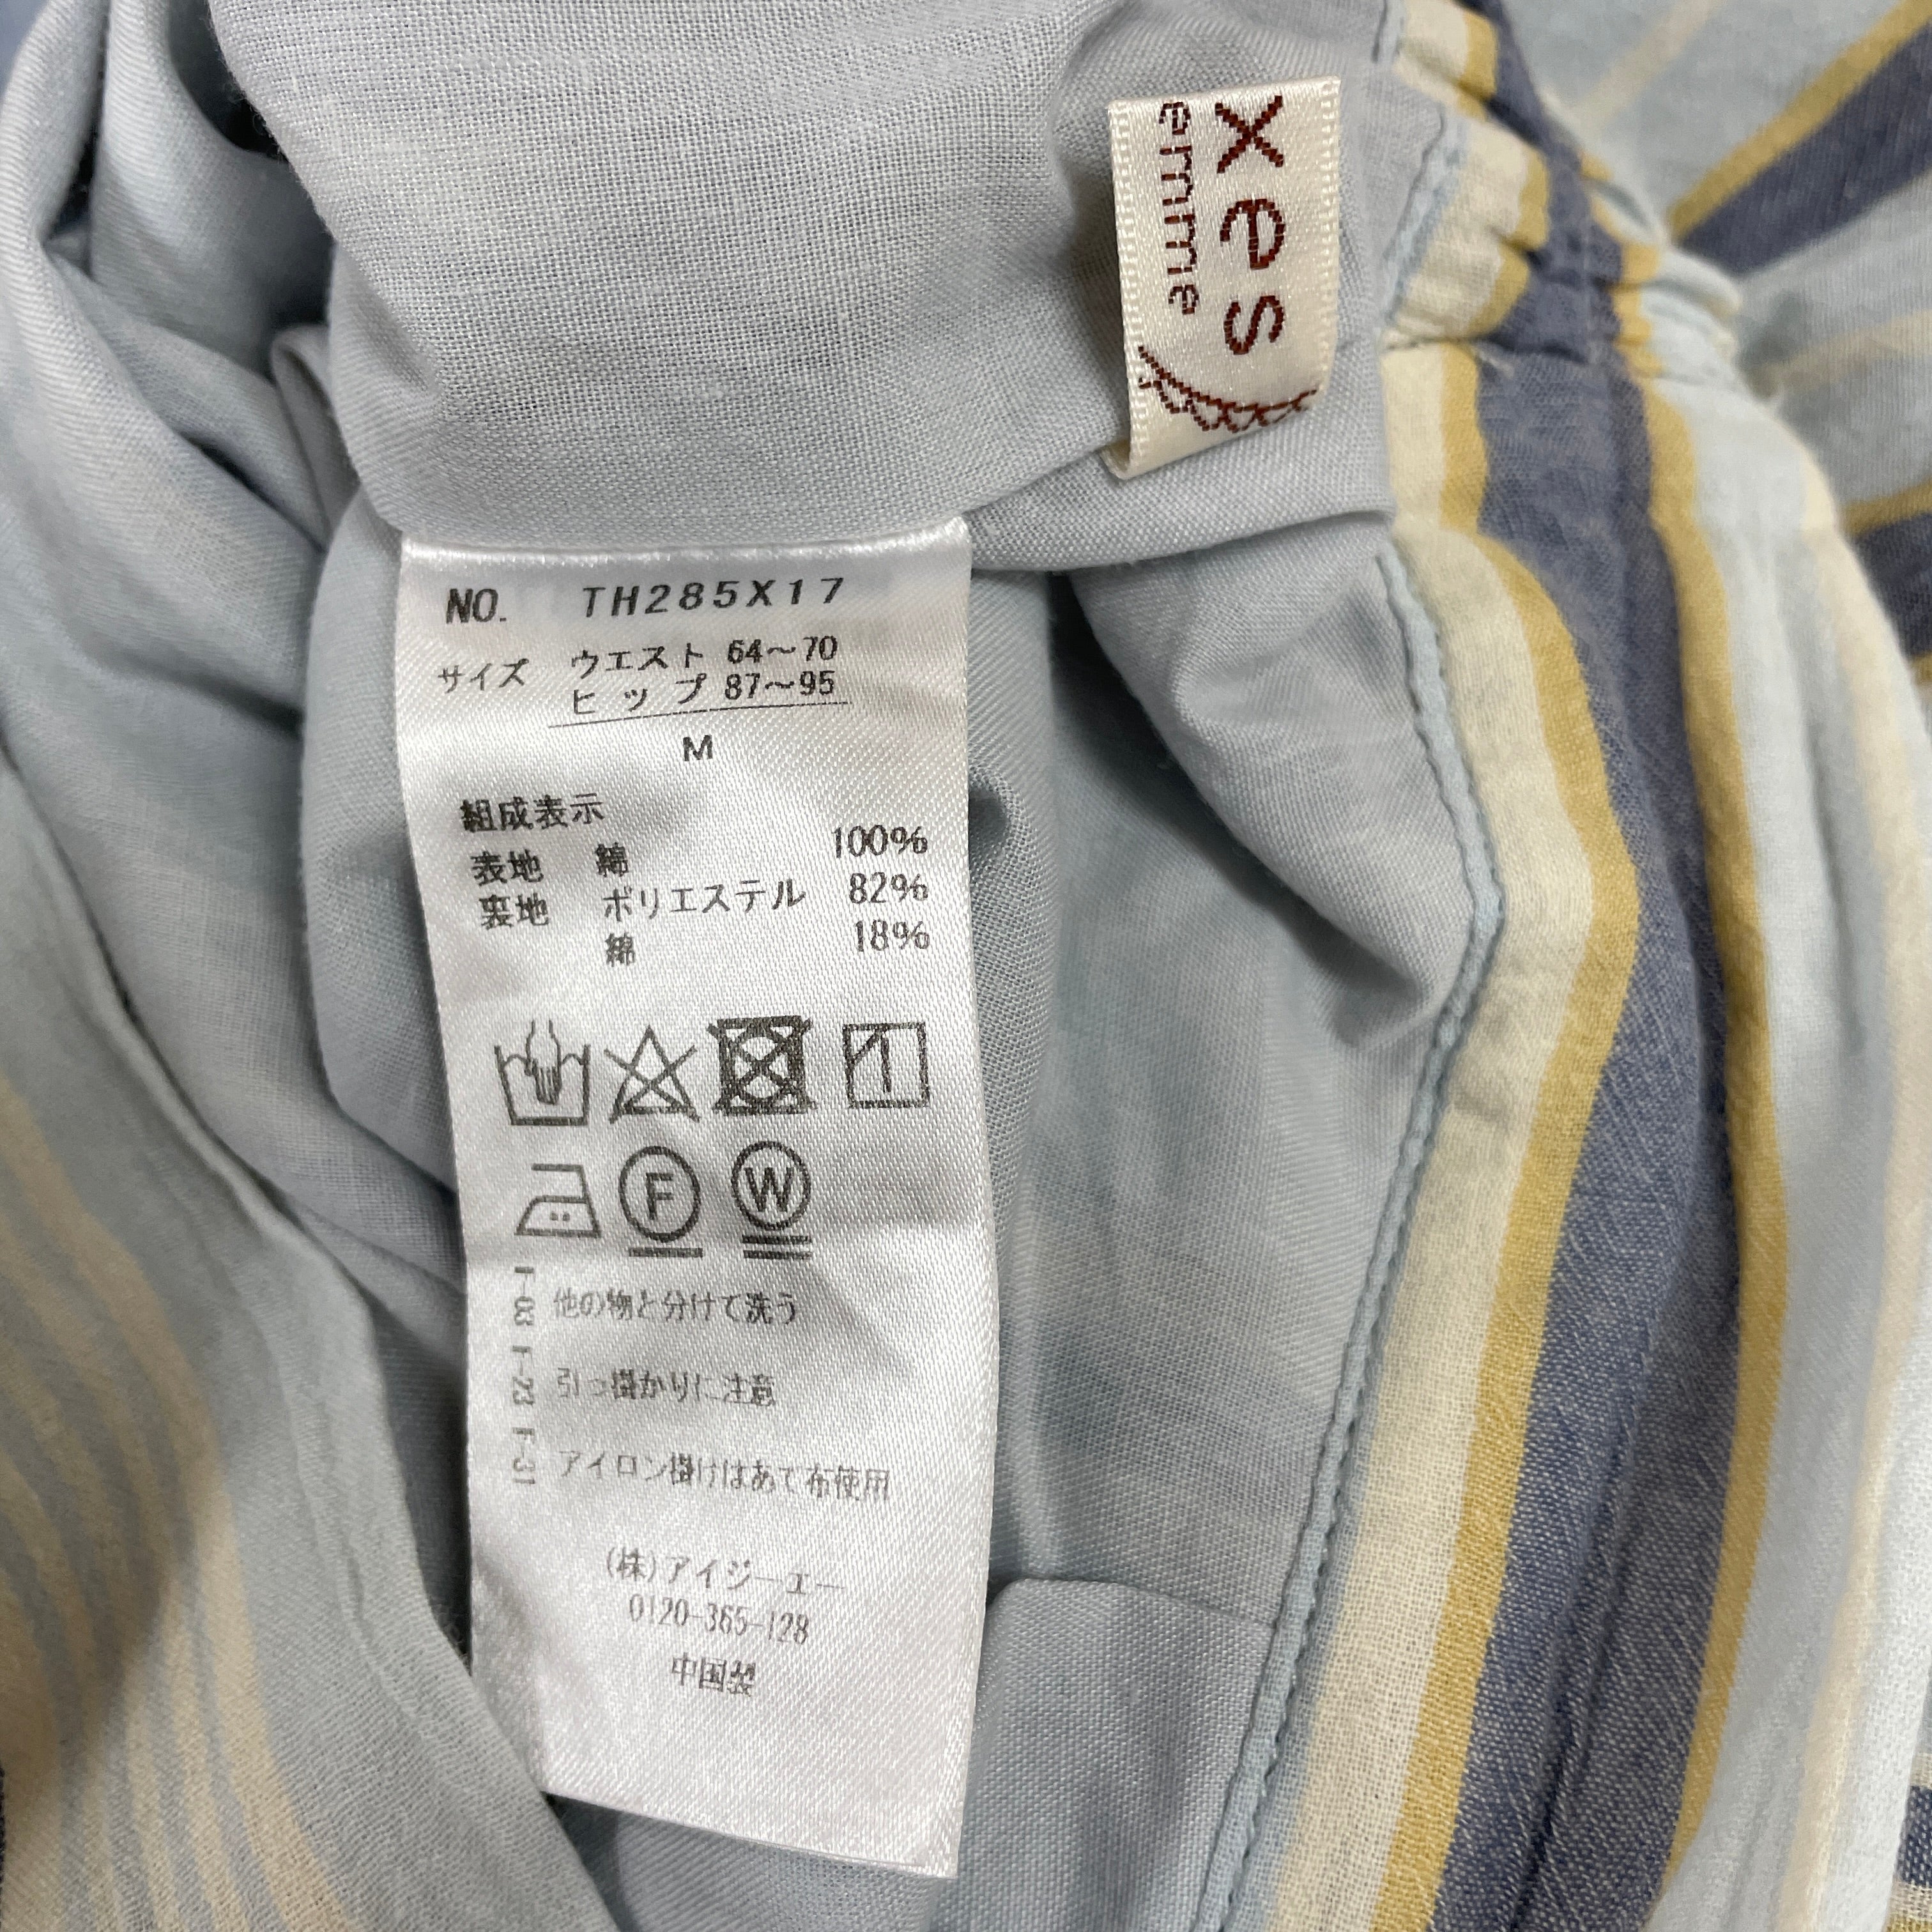 xes
emme
NO. TH285X17
サイズ ウエスト 64～70
ヒップ 87～95
M
組成表示
表地 綿 100%
裏地 ポリエステル 82%
綿 18%
F
W
F-03 他の物と分けて洗う
F-23 引っ掛かりに注意
F-31 アイロン掛けはあて布使用
(株)アイジーエー
0120-365-128
中国製